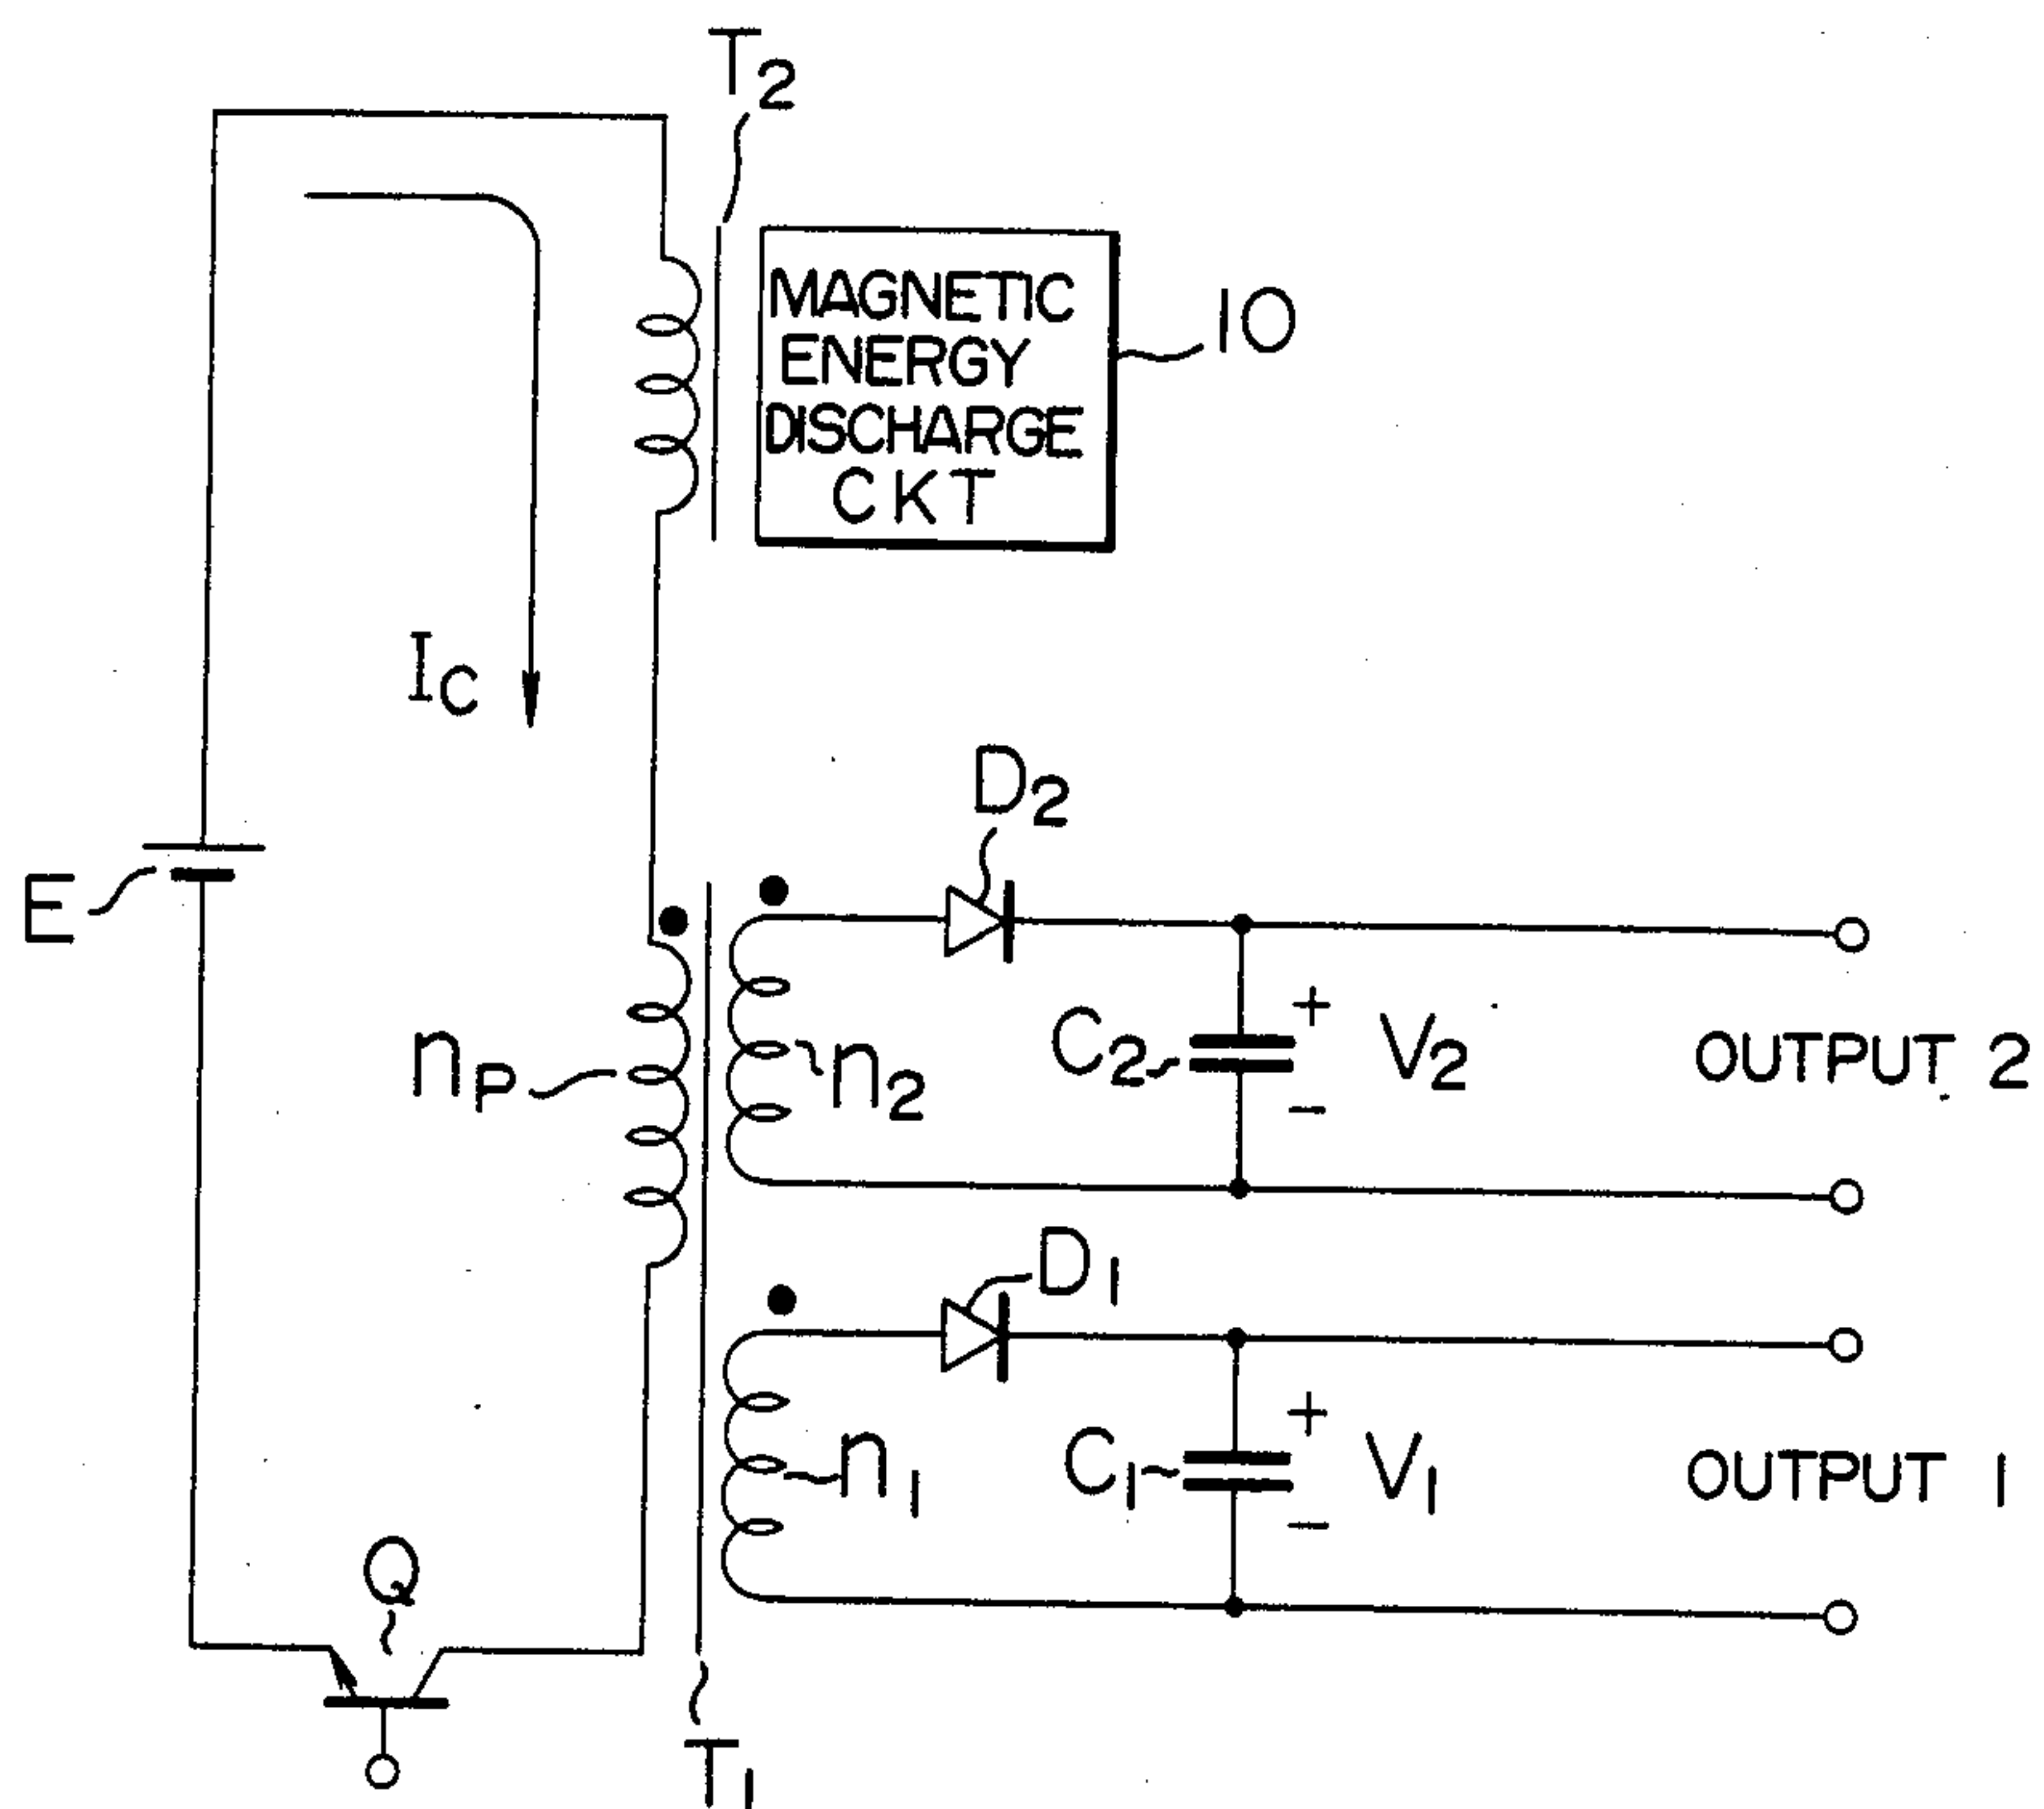 T2
MAGNETIC
ENERGY
DISCHARGE
CKT
10
IC
D2
E
+
nP
n2
C2
V2
OUTPUT 2
-
D1
+
n1
C1
V1
OUTPUT 1
-
Q
T1